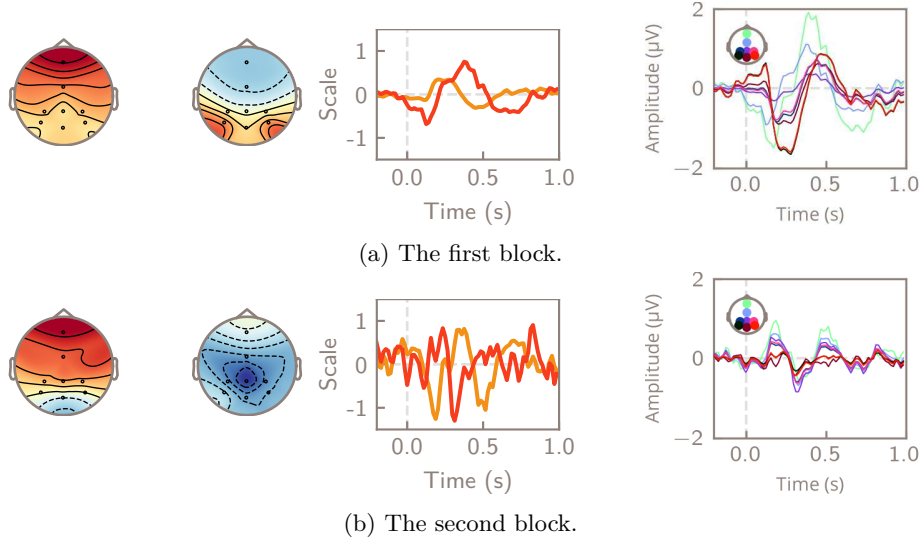 1
0
-1
Scale
0.0 0.5 1.0
Time (s)
2
0
−2
Amplitude (µV)
0.0 0.5 1.0
Time (s)
(a) The first block.
1
0
-1
Scale
0.0 0.5 1.0
Time (s)
2
0
−2
Amplitude (µV)
0.0 0.5 1.0
Time (s)
(b) The second block.